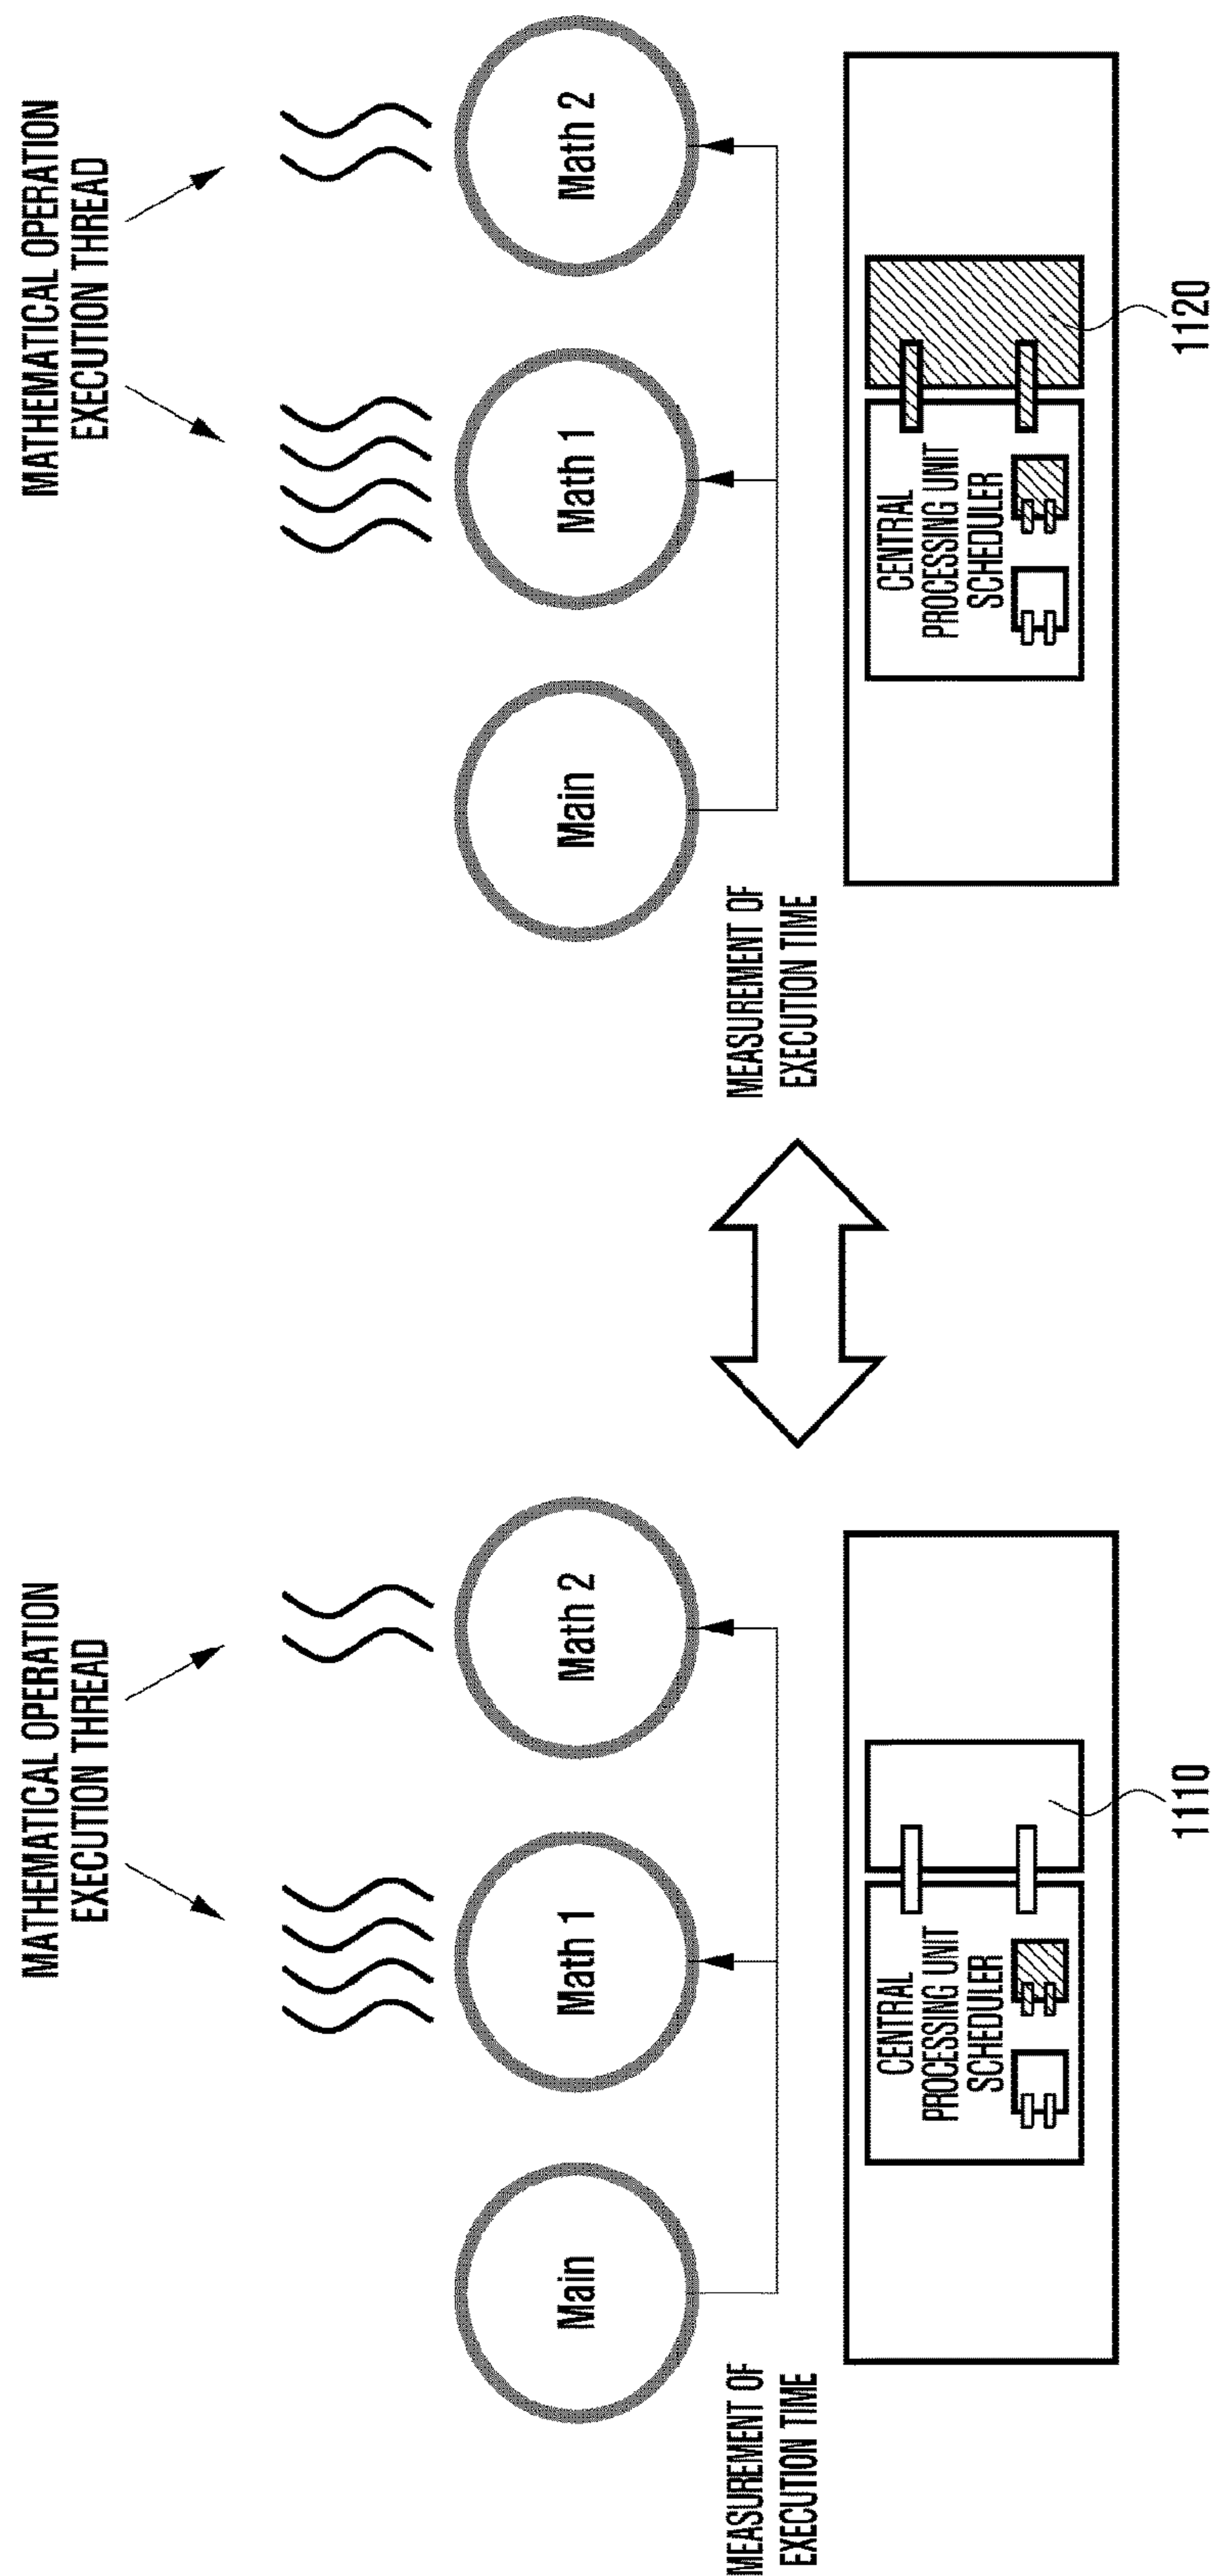 MATHEMATICAL OPERATION
EXECUTION THREAD
Main
Math 1
Math 2
MEASUREMENT OF
EXECUTION TIME
CENTRAL
PROCESSING UNIT
SCHEDULER
1110
MATHEMATICAL OPERATION
EXECUTION THREAD
Main
Math 1
Math 2
MEASUREMENT OF
EXECUTION TIME
CENTRAL
PROCESSING UNIT
SCHEDULER
1120